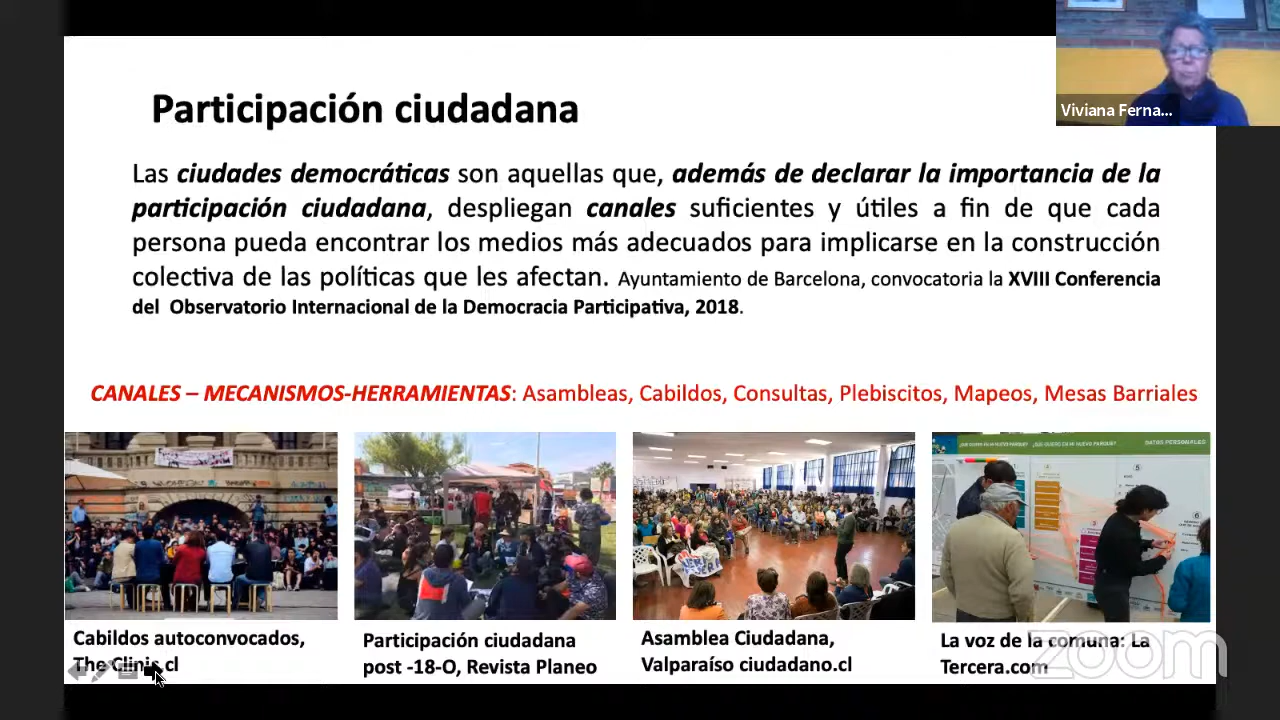 Participación ciudadana
Viviana Ferna...
Las ciudades democráticas son aquellas que, además de declarar la importancia de la
participación ciudadana, despliegan canales suficientes y útiles a fin de que cada
persona pueda encontrar los medios más adecuados para implicarse en la construcción
colectiva de las políticas que les afectan. Ayuntamiento de Barcelona, convocatoria la XVIII Conferencia
del Observatorio Internacional de la Democracia Participativa, 2018.
CANALES – MECANISMOS-HERRAMIENTAS: Asambleas, Cabildos, Consultas, Plebiscitos, Mapeos, Mesas Barriales
DATOS PERSONALES
5
6
Cabildos autoconvocados,
The Clinic.cl
Participación ciudadana
post -18-O, Revista Planeo
Asamblea Ciudadana,
Valparaíso ciudadano.cl
La voz de la comuna: La
Tercera.com
zoom